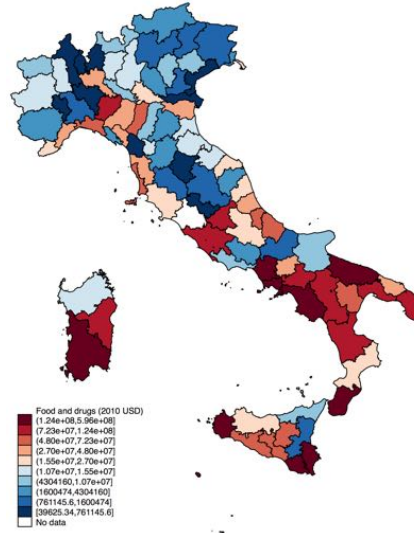 Food and drugs (2010 USD)
(1.24e+08,5.96e+08]
(7.23e+07,1.24e+08]
(4.80e+07,7.23e+07]
(2.70e+07,4.80e+07]
(1.55e+07,2.70e+07]
(1.07e+07,1.55e+07]
(4304160,1.07e+07]
(1600474,4304160]
(761145.6,1600474]
[39625.34,761145.6]
No data